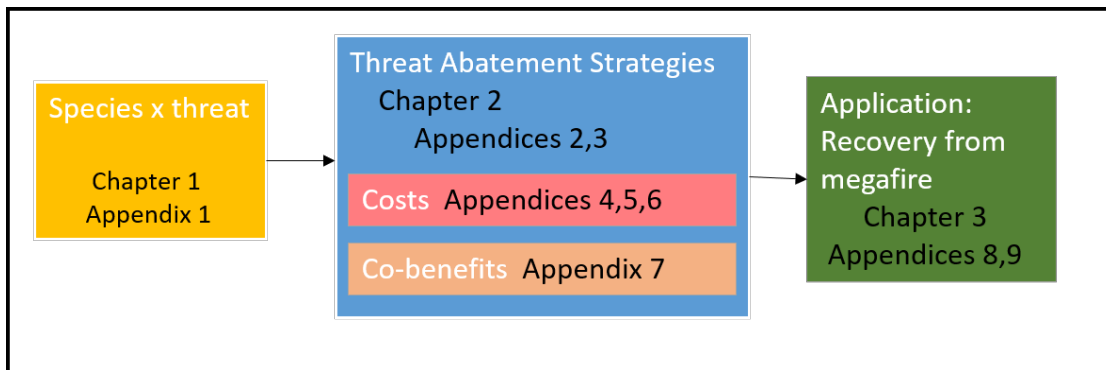 Species x threat
Chapter 1
Appendix 1
Threat Abatement Strategies
Chapter 2
Appendices 2,3
Costs Appendices 4,5,6
Co-benefits Appendix 7
Application:
Recovery from
megafire
Chapter 3
Appendices 8,9